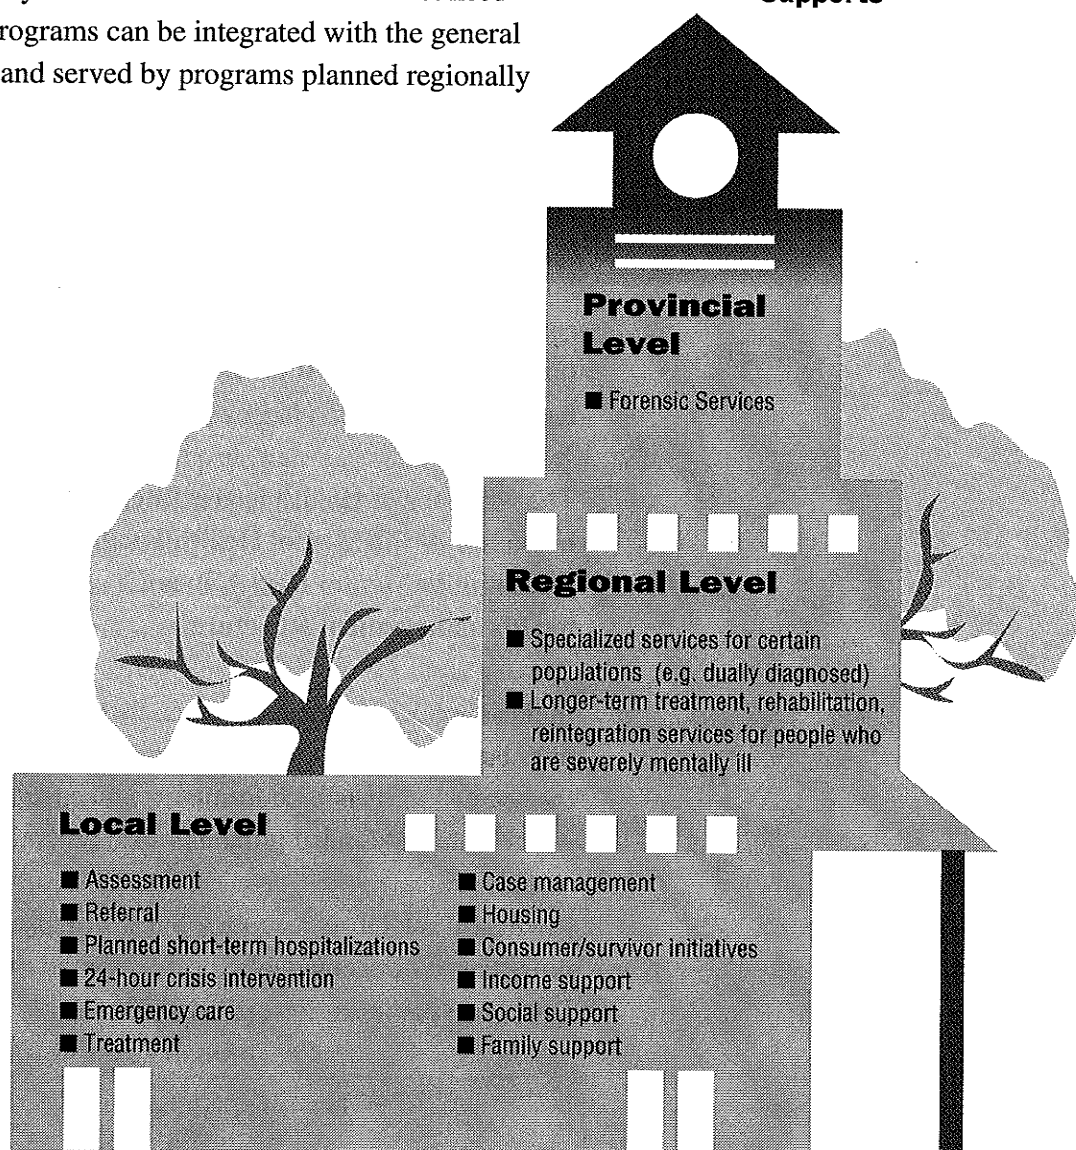 Supports
rograms can be integrated with the general
and served by programs planned regionally
Provincial
Level
■ Forensic Services
Regional Level
■ Specialized services for certain
populations (e.g. dually diagnosed)
■ Longer-term treatment, rehabilitation,
reintegration services for people who
are severely mentally ill
Local Level
■ Assessment
■ Referral
■ Planned short-term hospitalizations
■ 24-hour crisis intervention
■ Emergency care
■ Treatment
■ Case management
■ Housing
■ Consumer/survivor initiatives
■ Income support
■ Social support
■ Family support